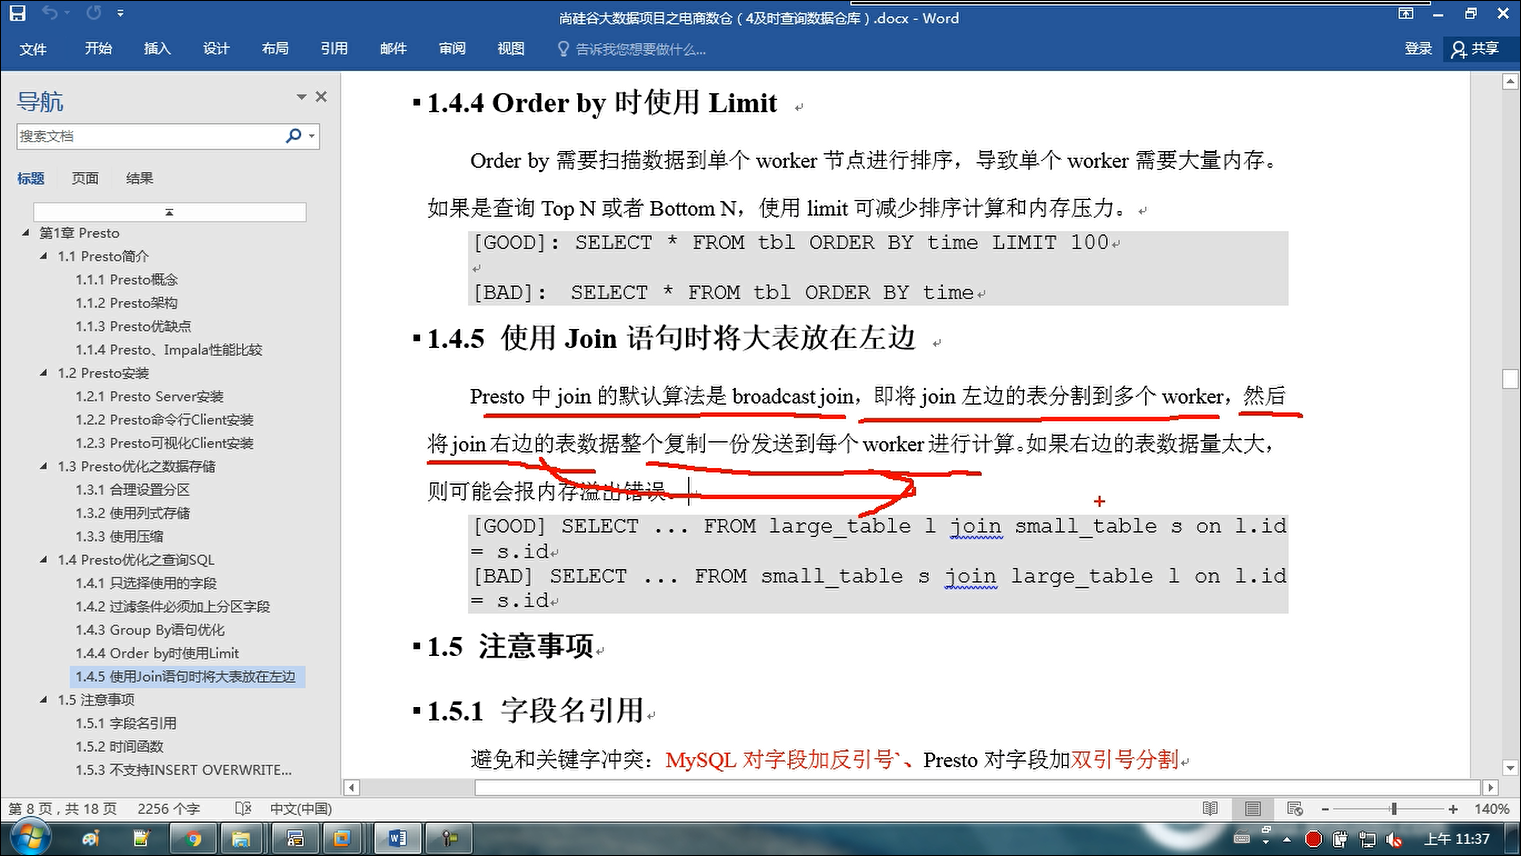 尚硅谷大数据项目之电商数仓（4及时查询数据仓库）.docx - Word
文件 开始 插入 设计 布局 引用 邮件 审阅 视图 告诉我您想要做什么... 登录 共享
导航
搜索文档
标题 页面 结果
第1章 Presto
1.1 Presto简介
1.1.1 Presto概念
1.1.2 Presto架构
1.1.3 Presto优缺点
1.1.4 Presto、Impala性能比较
1.2 Presto安装
1.2.1 Presto Server安装
1.2.2 Presto命令行Client安装
1.2.3 Presto可视化Client安装
1.3 Presto优化之数据存储
1.3.1 合理设置分区
1.3.2 使用列式存储
1.3.3 使用压缩
1.4 Presto优化之查询SQL
1.4.1 只选择使用的字段
1.4.2 过滤条件必须加上分区字段
1.4.3 Group By语句优化
1.4.4 Order by时使用Limit
1.4.5 使用Join语句时将大表放在左边
1.5 注意事项
1.5.1 字段名引用
1.5.2 时间函数
1.5.3 不支持INSERT OVERWRITE...
1.4.4 Order by 时使用 Limit
Order by 需要扫描数据到单个 worker 节点进行排序，导致单个 worker 需要大量内存。
如果是查询 Top N 或者 Bottom N，使用 limit 可减少排序计算和内存压力。
[GOOD]: SELECT * FROM tbl ORDER BY time LIMIT 100
[BAD]: SELECT * FROM tbl ORDER BY time
1.4.5 使用 Join 语句时将大表放在左边
Presto 中 join 的默认算法是 broadcast join，即将 join 左边的表分割到多个 worker，然后
将 join 右边的表数据整个复制一份发送到每个 worker 进行计算。如果右边的表数据量太大，
则可能会报内存溢出错误。
[GOOD] SELECT ... FROM large_table l join small_table s on l.id
= s.id
[BAD] SELECT ... FROM small_table s join large_table l on l.id
= s.id
1.5 注意事项
1.5.1 字段名引用
避免和关键字冲突：MySQL 对字段加反引号`、Presto 对字段加双引号分割
第 8 页，共 18 页 2256 个字 中文(中国) 140%
上午 11:37